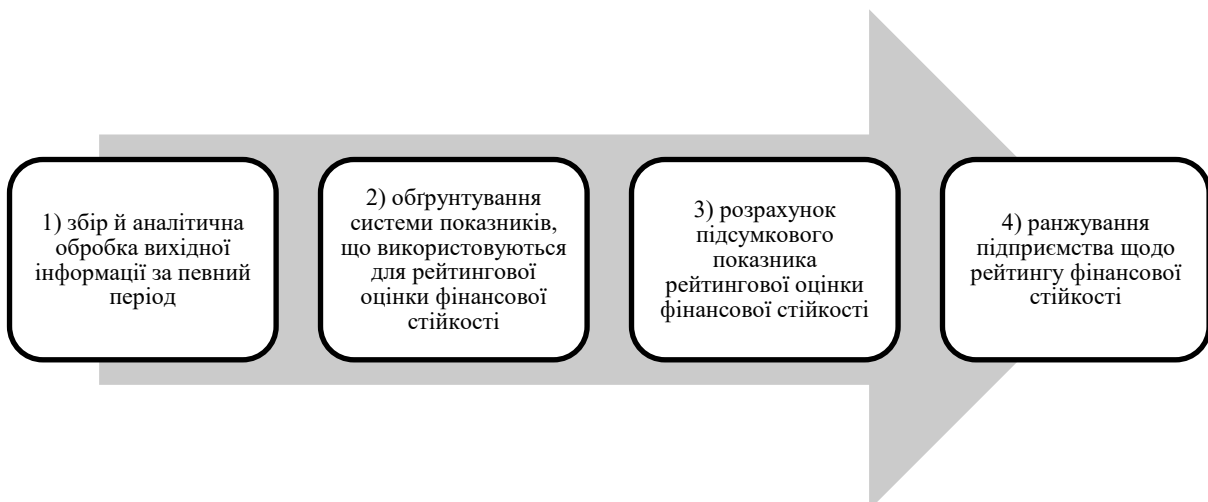 1) збір й аналітична
обробка вихідної
інформації за певний
період
2) обґрунтування
системи показників,
що використовуються
для рейтингової
оцінки фінансової
стійкості
3) розрахунок
підсумкового
показника
рейтингової оцінки
фінансової стійкості
4) ранжування
підприємства щодо
рейтингу фінансової
стійкості